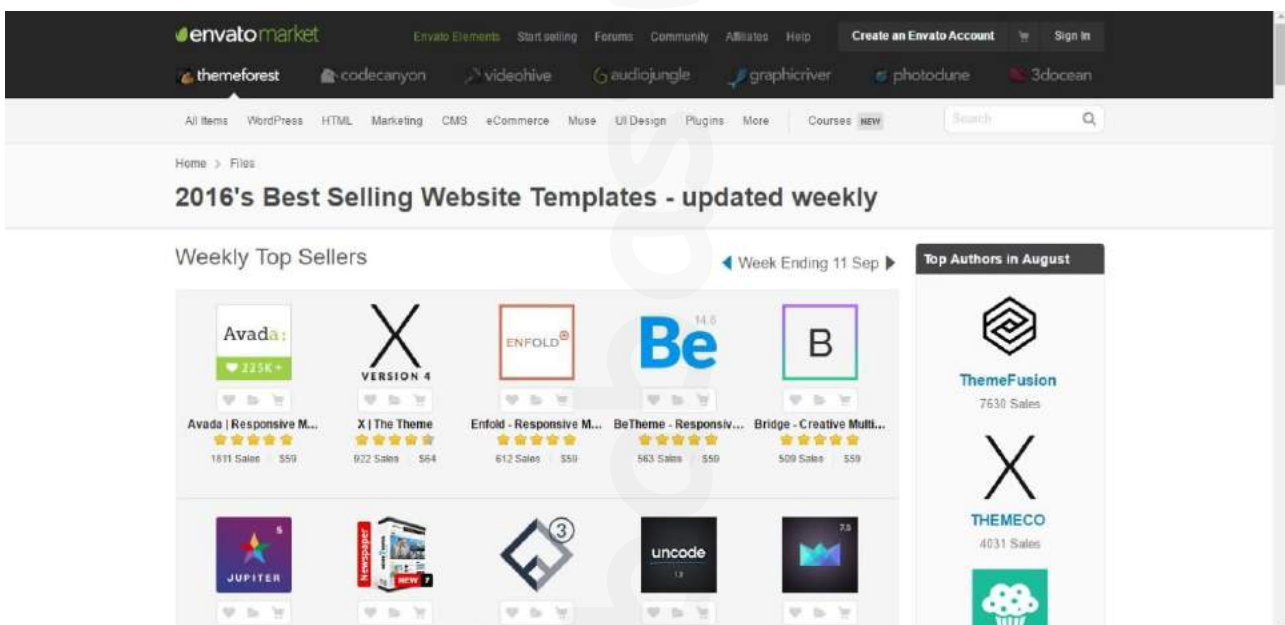 envatomarket
Envato Elements Start selling Forums Community Affiliates Help Create an Envato Account Sign In
themeforest codecanyon videohive audiojungle graphicriver photodune 3docean
All Items WordPress HTML Marketing CMS eCommerce Muse UI Design Plugins More Courses NEW Search
Home > Files
2016's Best Selling Website Templates - updated weekly
Weekly Top Sellers
Week Ending 11 Sep
Top Authors in August
Avada:
225K+
VERSION 4
ENFOLD
Be
14.6
B
Avada | Responsive M... X | The Theme Enfold - Responsive M... BeTheme - Responsiv... Bridge - Creative Multi...
1811 Sales $59 922 Sales $64 612 Sales $59 563 Sales $59 509 Sales $59
ThemeFusion
7630 Sales
X
THEMECO
4031 Sales
5
JUPITER
Newspaper
NEW 7
3
uncode
1.3
7.5